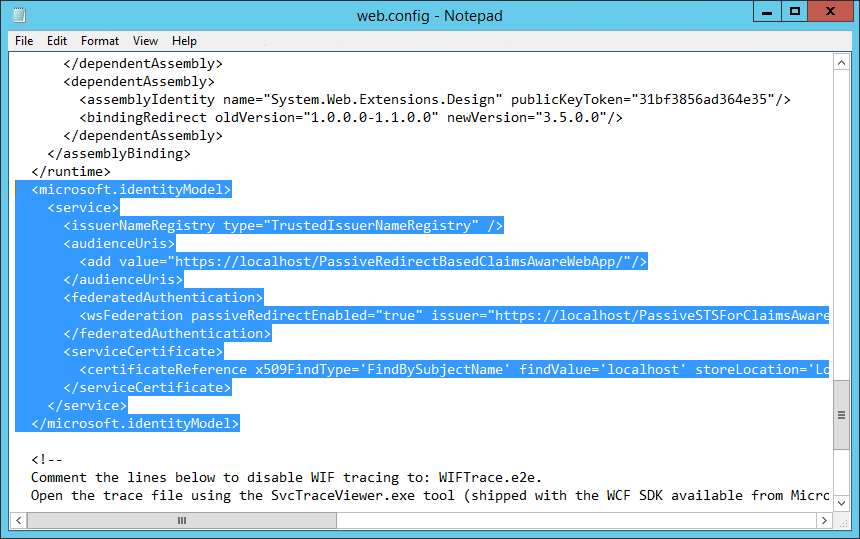 web.config - Notepad
File Edit Format View Help
</dependentAssembly>
<dependentAssembly>
<assemblyIdentity name="System.Web.Extensions.Design" publicKeyToken="31bf3856ad364e35"/>
<bindingRedirect oldVersion="1.0.0.0-1.1.0.0" newVersion="3.5.0.0"/>
</dependentAssembly>
</assemblyBinding>
</runtime>
<microsoft.identityModel>
<service>
<issuerNameRegistry type="TrustedIssuerNameRegistry" />
<audienceUris>
<add value="https://localhost/PassiveRedirectBasedClaimsAwareWebApp/"/>
</audienceUris>
<federatedAuthentication>
<wsFederation passiveRedirectEnabled="true" issuer="https://localhost/PassiveSTSForClaimsAware
</federatedAuthentication>
<serviceCertificate>
<certificateReference x509FindType='FindBySubjectName' findValue='localhost' storeLocation='Lo
</serviceCertificate>
</service>
</microsoft.identityModel>
<!--
Comment the lines below to disable WIF tracing to: WIFTrace.e2e.
Open the trace file using the SvcTraceViewer.exe tool (shipped with the WCF SDK available from Micro